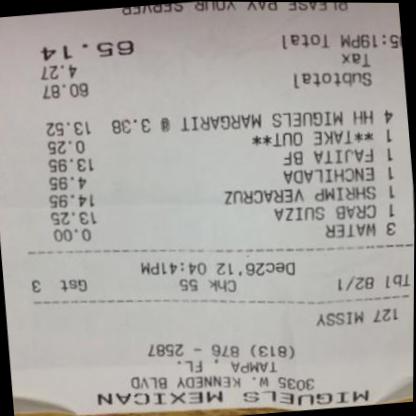 MIGUELS MEXICAN
3035 W. KENNEDY BLVD
TAMPA , FL.
(813) 876 - 2587
127 MISSY
Tbl 82/1 Chk 55 Gst 3
Dec26'12 04:41PM
3 WATER 0.00
1 CRAB SUIZA 13.25
1 SHRIMP VERACRUZ 14.95
1 ENCHILADA 4.95
1 FAJITA BF 13.95
1 **TAKE OUT** 0.25
4 HH MIGUELS MARGARIT @ 3.38 13.52
Subtotal 60.87
Tax 4.27
05:19PM Total 65.14
PLEASE PAY YOUR SERVER